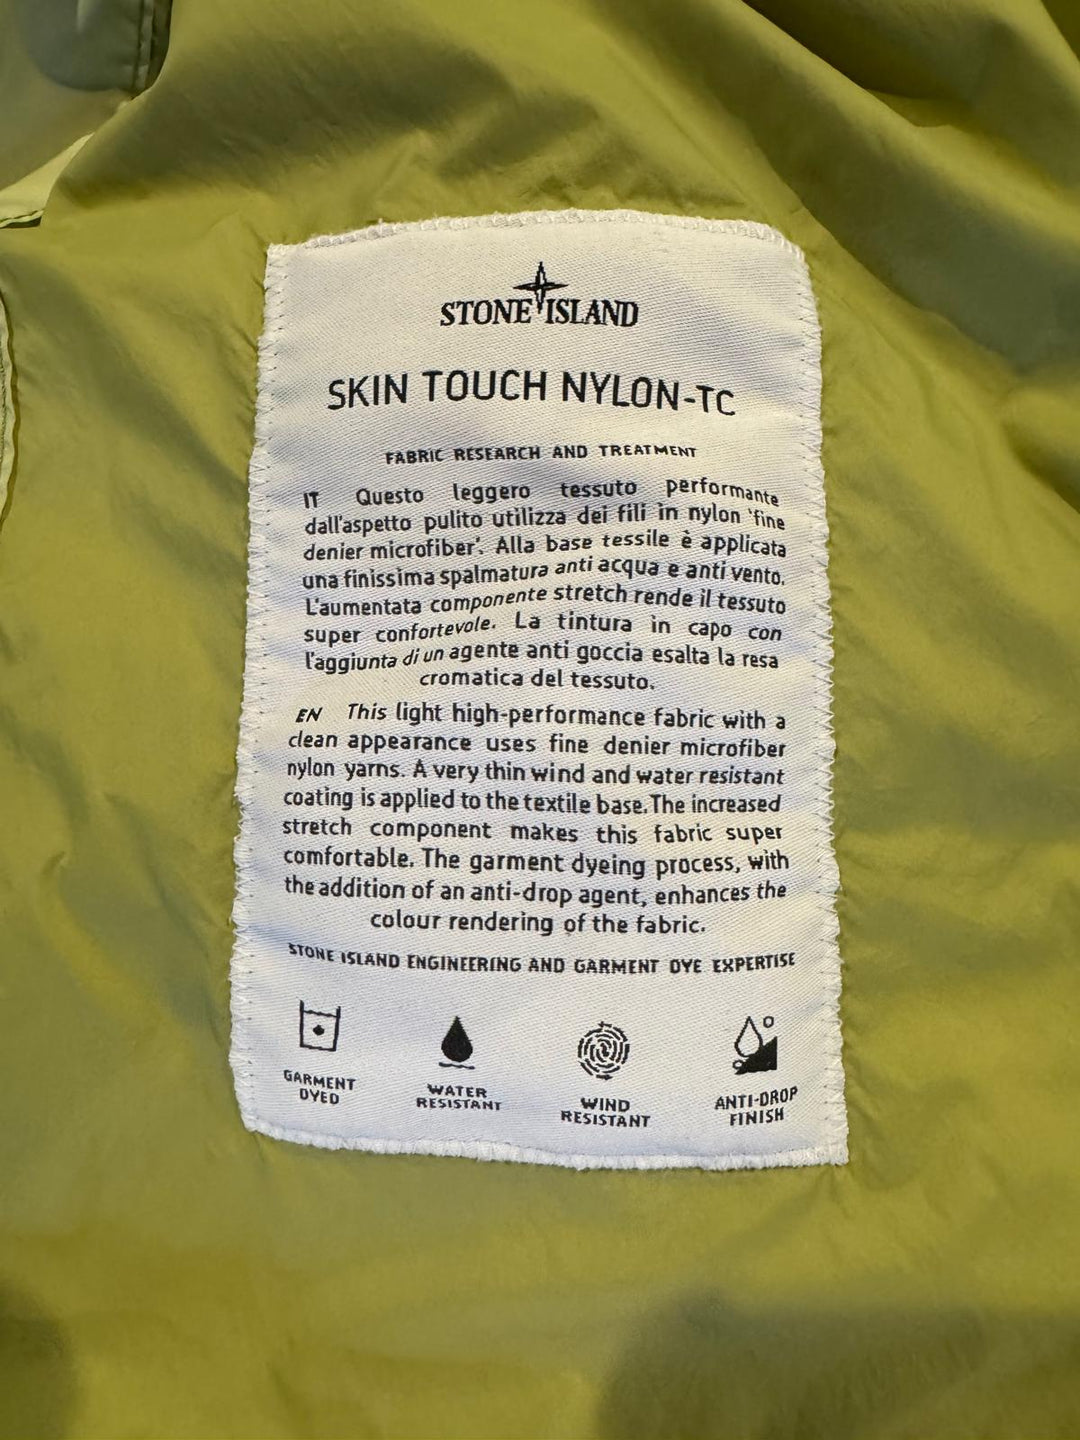 STONE ISLAND
SKIN TOUCH NYLON-TC
FABRIC RESEARCH AND TREATMENT
IT Questo leggero tessuto performante
dall'aspetto pulito utilizza dei fili in nylon 'fine
denier microfiber'. Alla base tessile è applicata
una finissima spalmatura anti acqua e anti vento.
L'aumentata componente stretch rende il tessuto
super confortevole. La tintura in capo con
l'aggiunta di un agente anti goccia esalta la resa
cromatica del tessuto.
EN This light high-performance fabric with a
clean appearance uses fine denier microfiber
nylon yarns. A very thin wind and water resistant
coating is applied to the textile base. The increased
stretch component makes this fabric super
comfortable. The garment dyeing process, with
the addition of an anti-drop agent, enhances the
colour rendering of the fabric.
STONE ISLAND ENGINEERING AND GARMENT DYE EXPERTISE
GARMENT
DYED
WATER
RESISTANT
WIND
RESISTANT
ANTI-DROP
FINISH